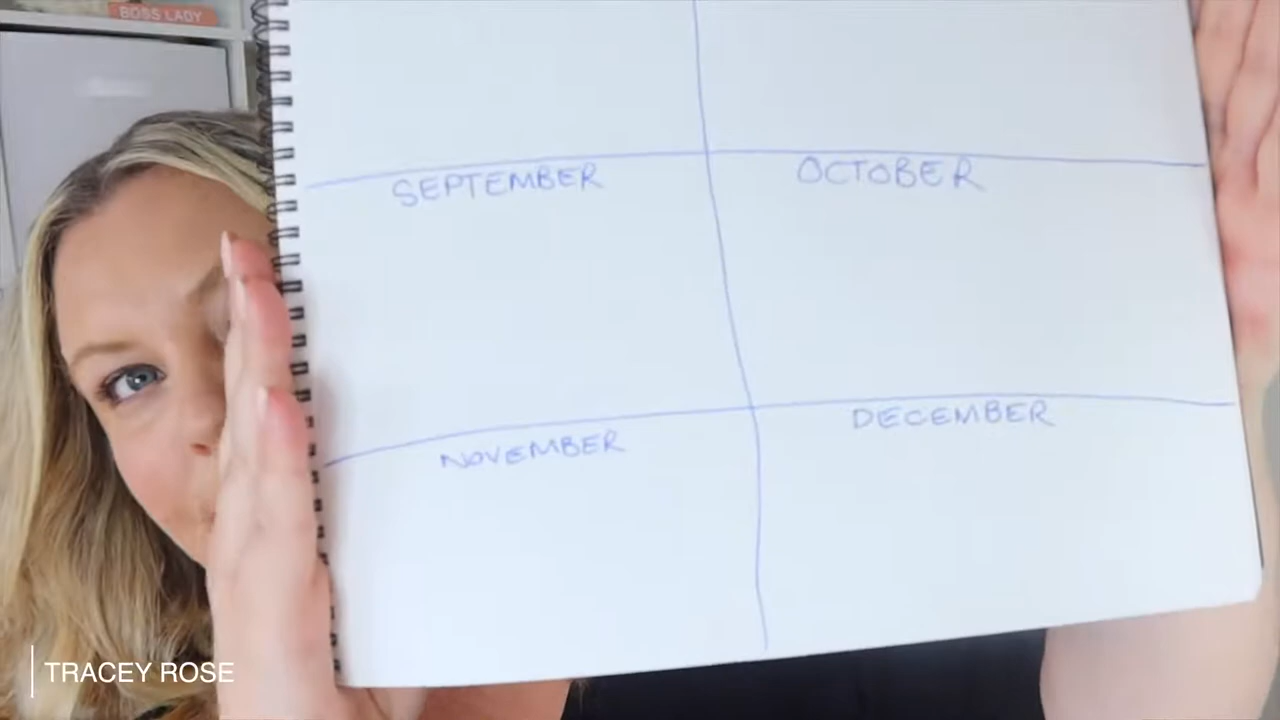 BOSS LADY
SEPTEMBER
OCTOBER
NOVEMBER
DECEMBER
TRACEY ROSE